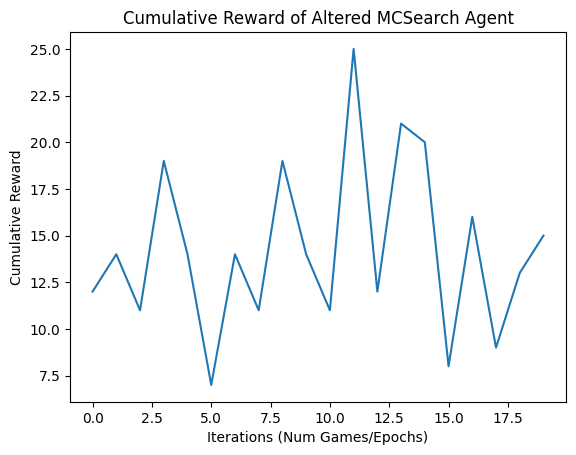 Cumulative Reward of Altered MCSearch Agent
25.0
22.5
20.0
17.5
15.0
12.5
10.0
7.5
Cumulative Reward
0.0 2.5 5.0 7.5 10.0 12.5 15.0 17.5
Iterations (Num Games/Epochs)